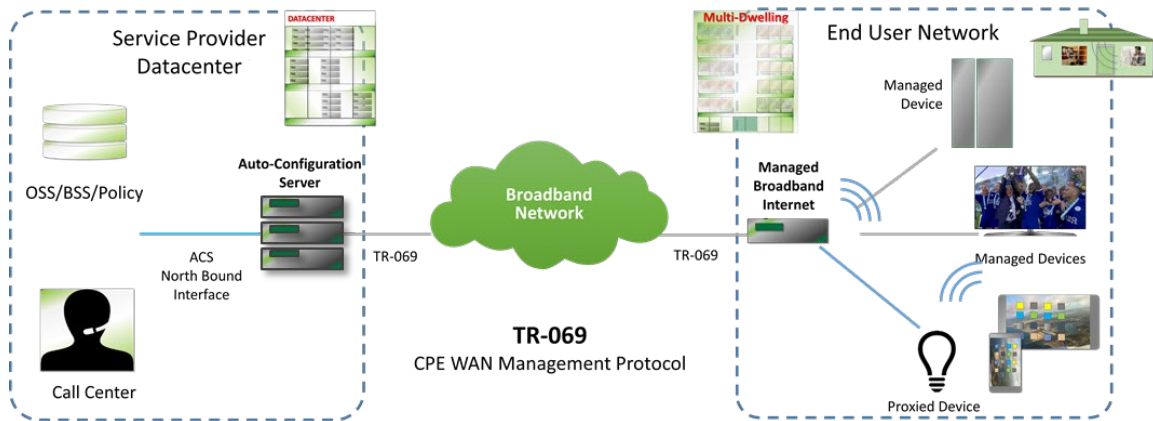 Service Provider
Datacenter
DATACENTER
OSS/BSS/Policy
Auto-Configuration
Server
ACS
North Bound
Interface
Call Center
TR-069
Broadband
Network
TR-069
TR-069
CPE WAN Management Protocol
Multi-Dwelling
End User Network
Managed
Device
Managed
Broadband
Internet
Managed Devices
Proxied Device